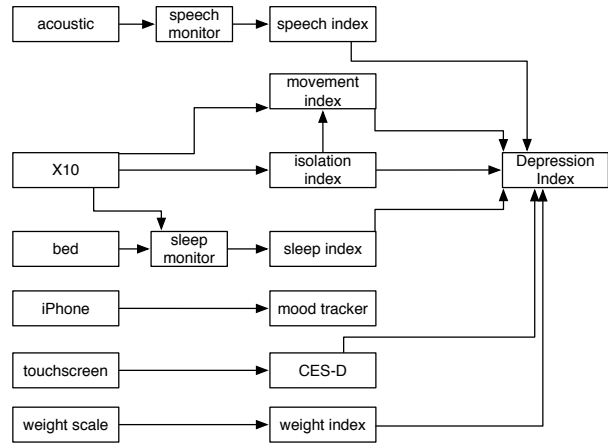 acoustic
speech
monitor
speech index
movement
index
X10
isolation
index
Depression
Index
bed
sleep
monitor
sleep index
iPhone
mood tracker
touchscreen
CES-D
weight scale
weight index